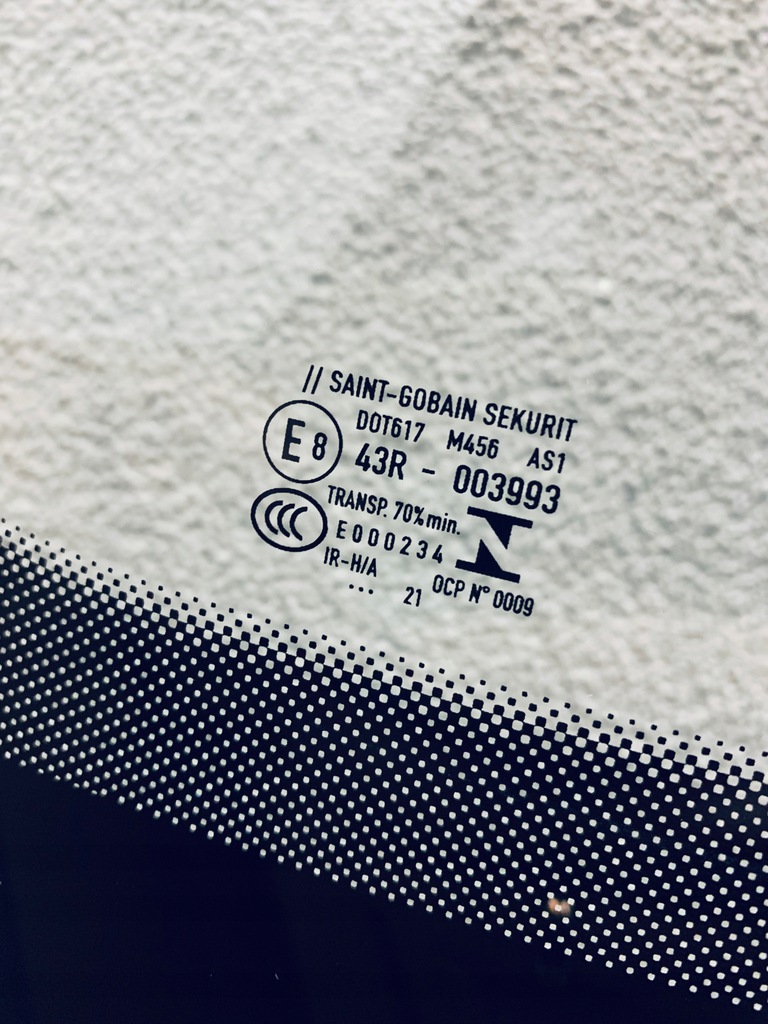 // SAINT-GOBAIN SEKURIT
DOT617 M456 AS1
E8 43R - 003993
CCC TRANSP. 70% min.
E000234
IR-H/A
... 21 OCP N° 0009